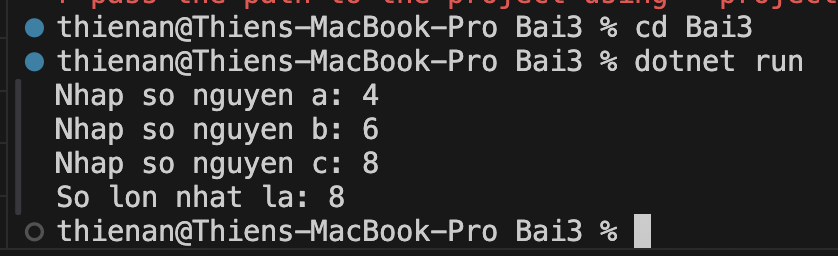 pass the path to the project using --project
thienan@Thiens-MacBook-Pro Bai3 % cd Bai3
thienan@Thiens-MacBook-Pro Bai3 % dotnet run
Nhap so nguyen a: 4
Nhap so nguyen b: 6
Nhap so nguyen c: 8
So lon nhat la: 8
thienan@Thiens-MacBook-Pro Bai3 %